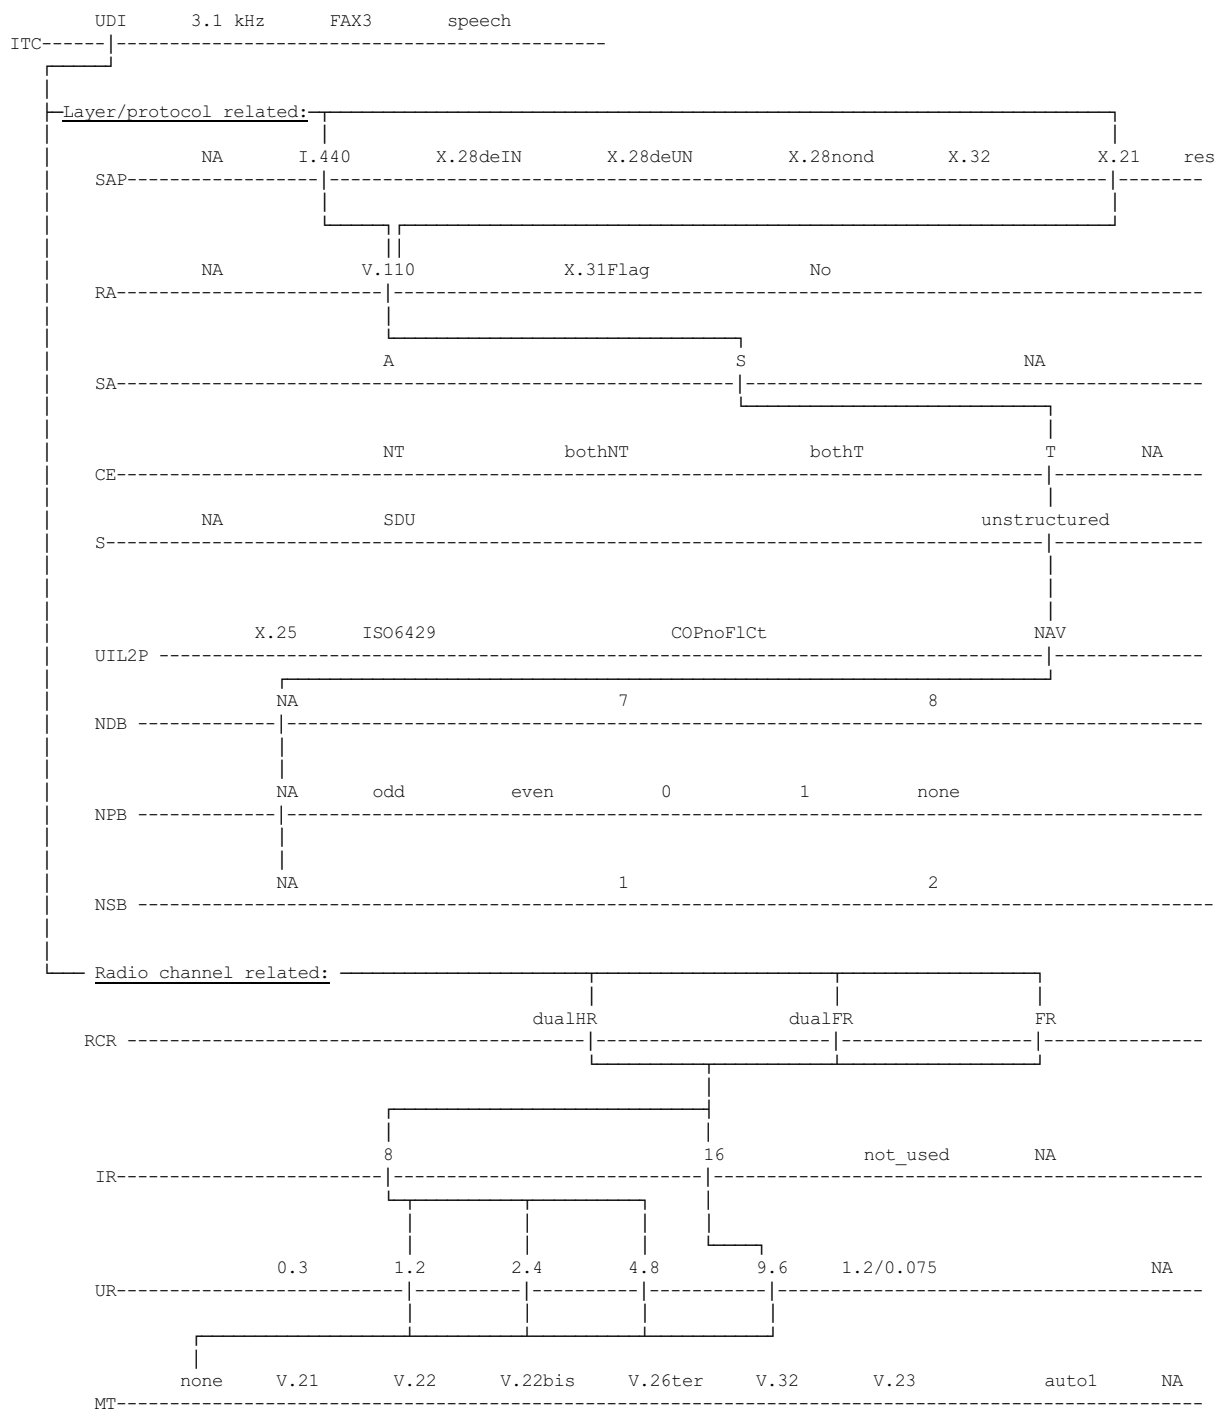 UDI 3.1 kHz FAX3 speech
ITC
Layer/protocol related:
NA I.440 X.28deIN X.28deUN X.28nond X.32 X.21 res
SAP
NA V.110 X.31Flag No
RA
A S NA
SA
NT bothNT bothT T NA
CE
NA SDU unstructured
S
X.25 ISO6429 COPnoFlCt NAV
UIL2P
NA 7 8
NDB
NA odd even 0 1 none
NPB
NA 1 2
NSB
Radio channel related:
dualHR dualFR FR
RCR
8 16 not_used NA
IR
0.3 1.2 2.4 4.8 9.6 1.2/0.075 NA
UR
none V.21 V.22 V.22bis V.26ter V.32 V.23 auto1 NA
MT